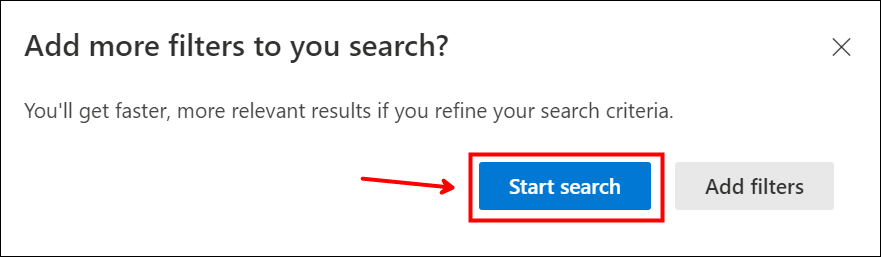 Add more filters to you search?
You'll get faster, more relevant results if you refine your search criteria.
Start search
Add filters